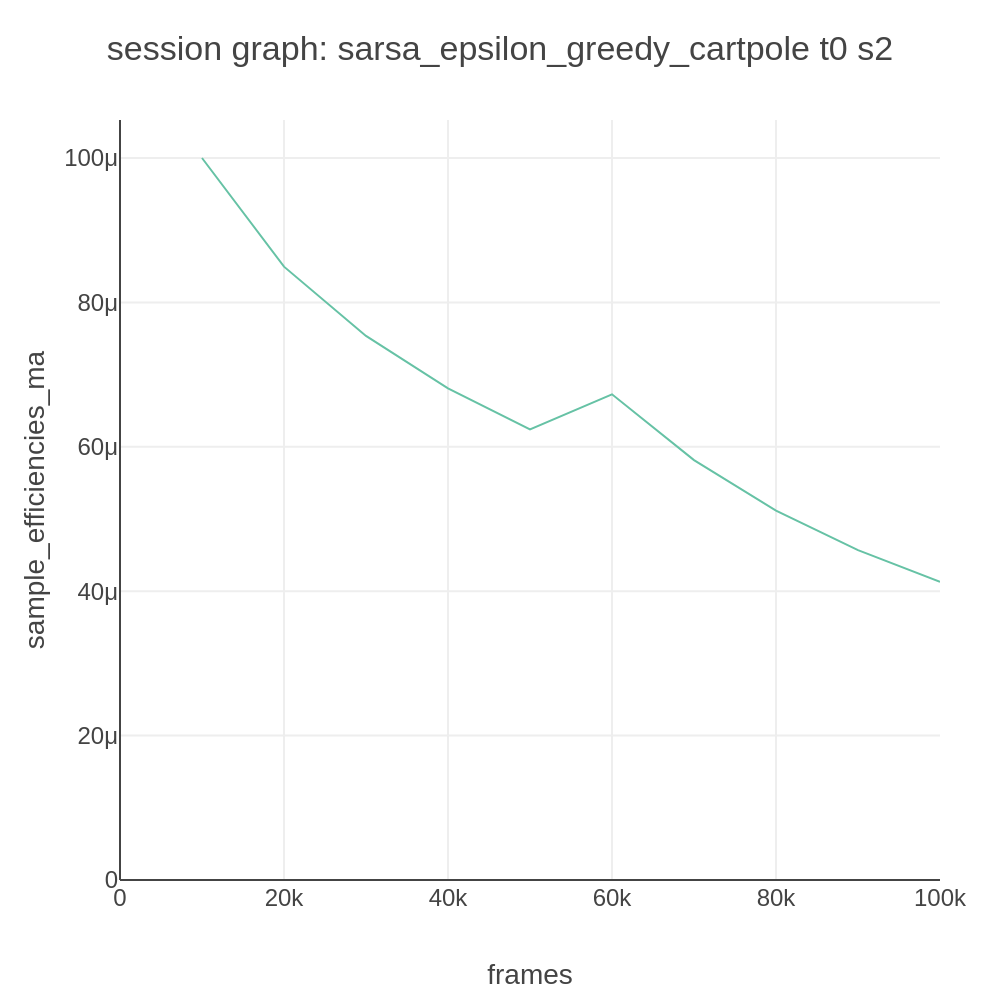 session graph: sarsa_epsilon_greedy_cartpole t0 s2
100μ
80μ
60μ
40μ
20μ
0
sample_efficiencies_ma
0 20k 40k 60k 80k 100k
frames